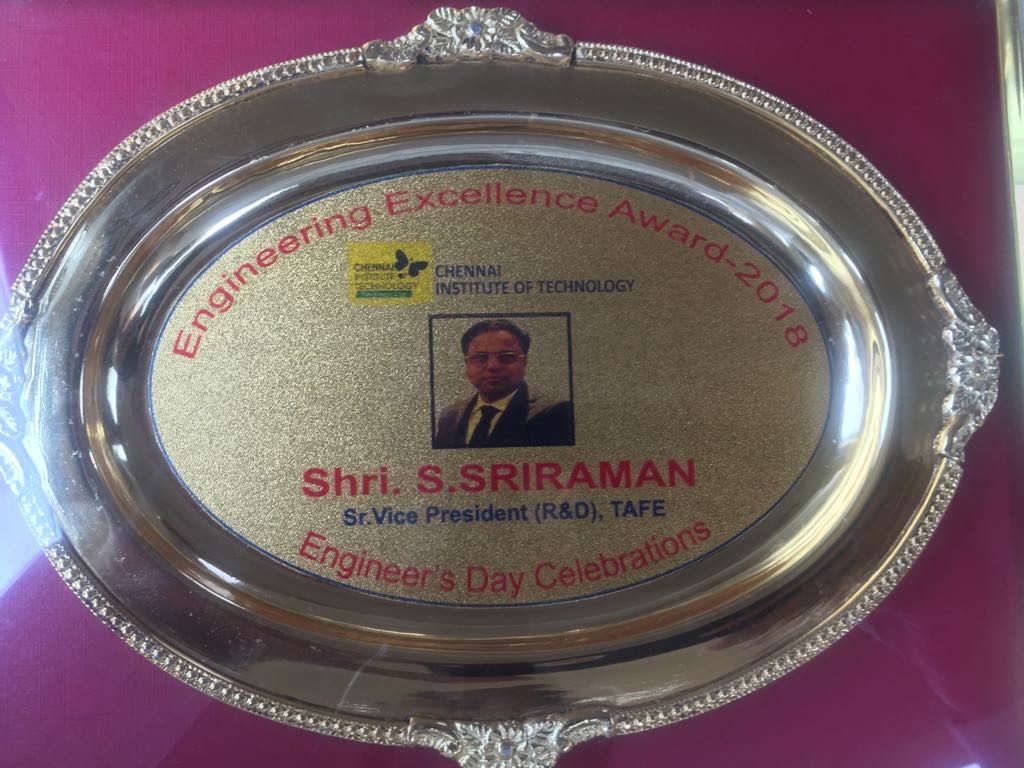 Engineering Excellence Award-2018
CHENNAI
INSTITUTE OF
TECHNOLOGY
CHENNAI
INSTITUTE OF TECHNOLOGY
Shri. S.SRIRAMAN
Sr.Vice President (R&D), TAFE
Engineer's Day Celebrations